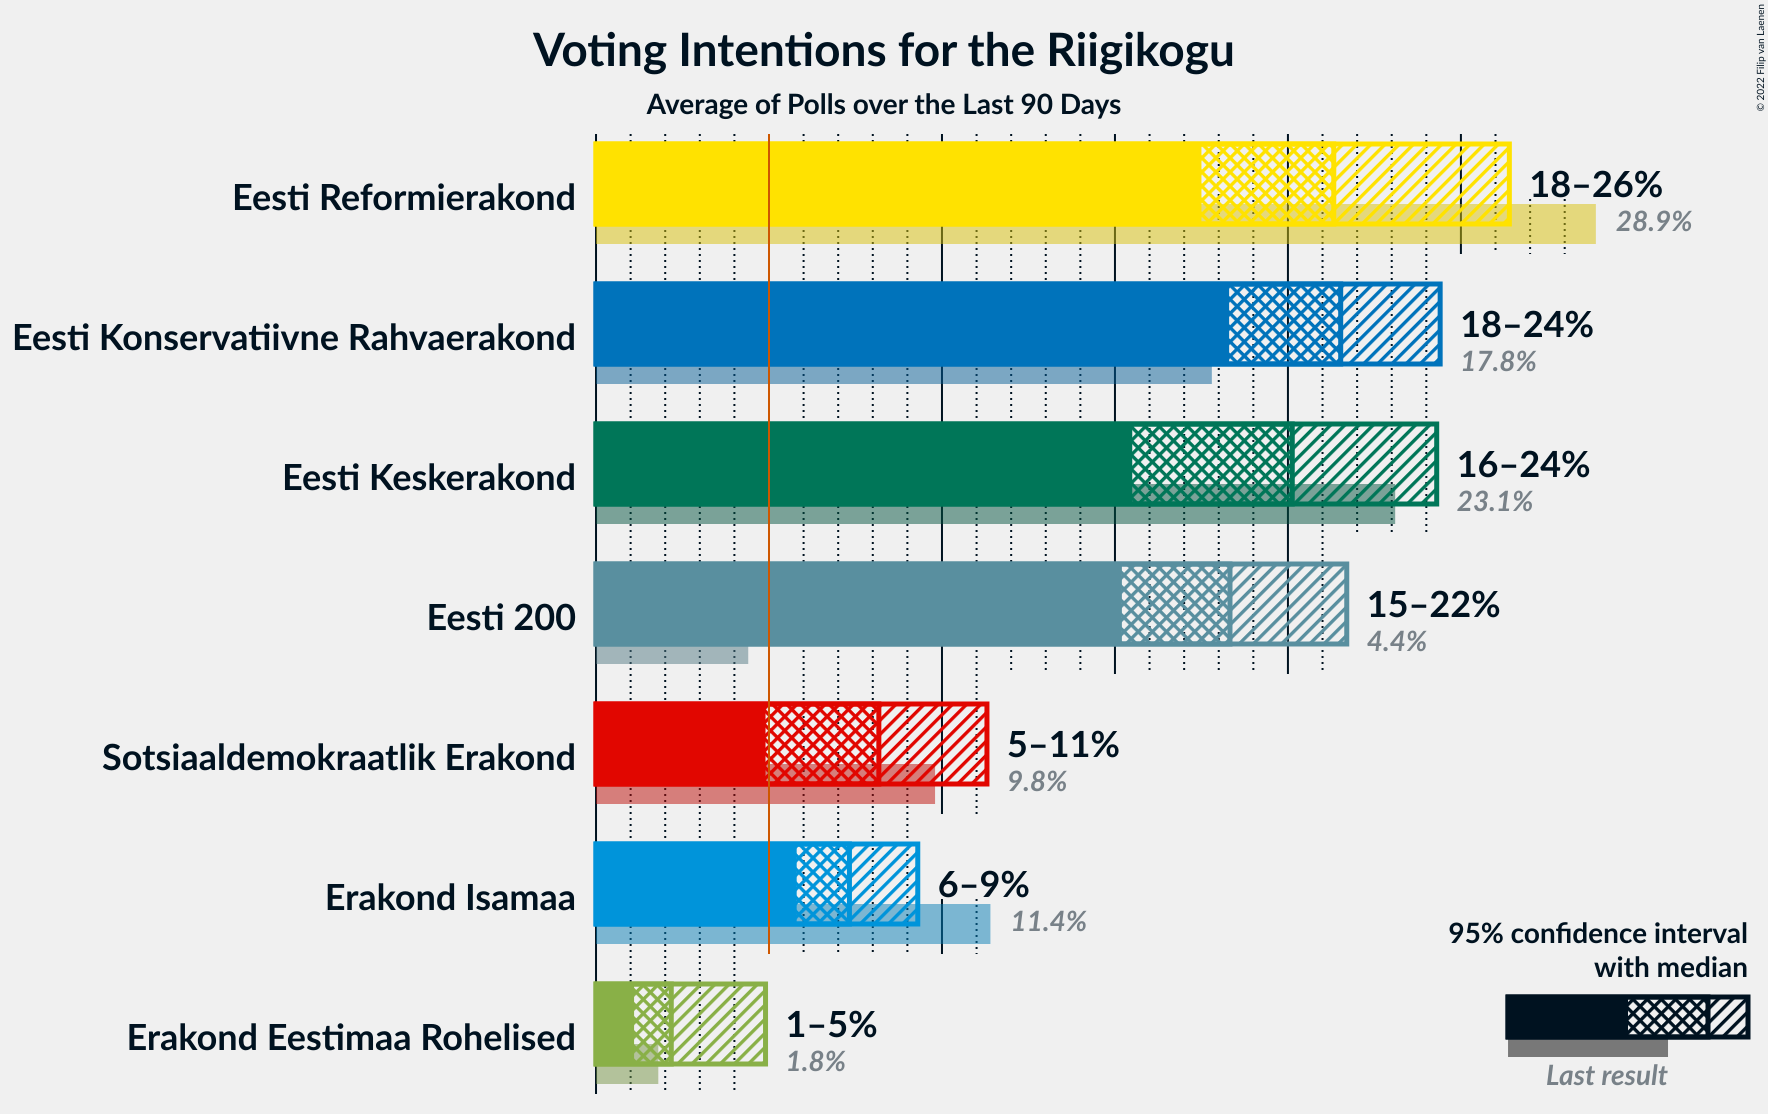 Voting Intentions for the Riigikogu
Average of Polls over the Last 90 Days
© 2022 Filip van Laenen
Eesti Reformierakond
18–26%
28.9%
Eesti Konservatiivne Rahvaerakond
18–24%
17.8%
Eesti Keskerakond
16–24%
23.1%
Eesti 200
15–22%
4.4%
Sotsiaaldemokraatlik Erakond
5–11%
9.8%
Erakond Isamaa
6–9%
11.4%
Erakond Eestimaa Rohelised
1–5%
1.8%
95% confidence interval
with median
Last result